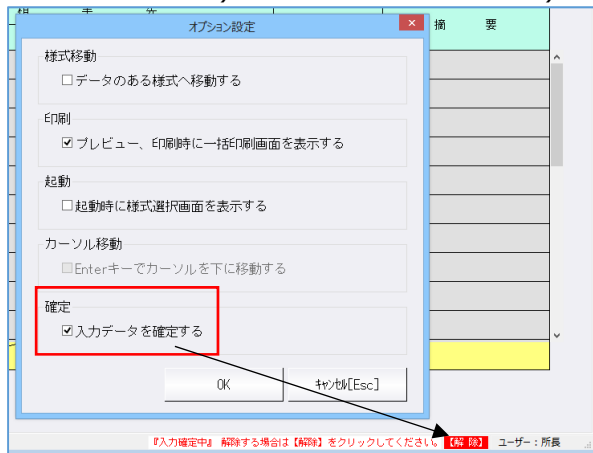 オプション設定
摘　要
様式移動
データのある様式へ移動する
印刷
プレビュー、印刷時に一括印刷画面を表示する
起動
起動時に様式選択画面を表示する
カーソル移動
Enterキーでカーソルを下に移動する
確定
入力データを確定する
OK
ｷｬﾝｾﾙ[Esc]
『入力確定中』 解除する場合は【解除】をクリックしてください。 【解 除】 ユーザー：所長